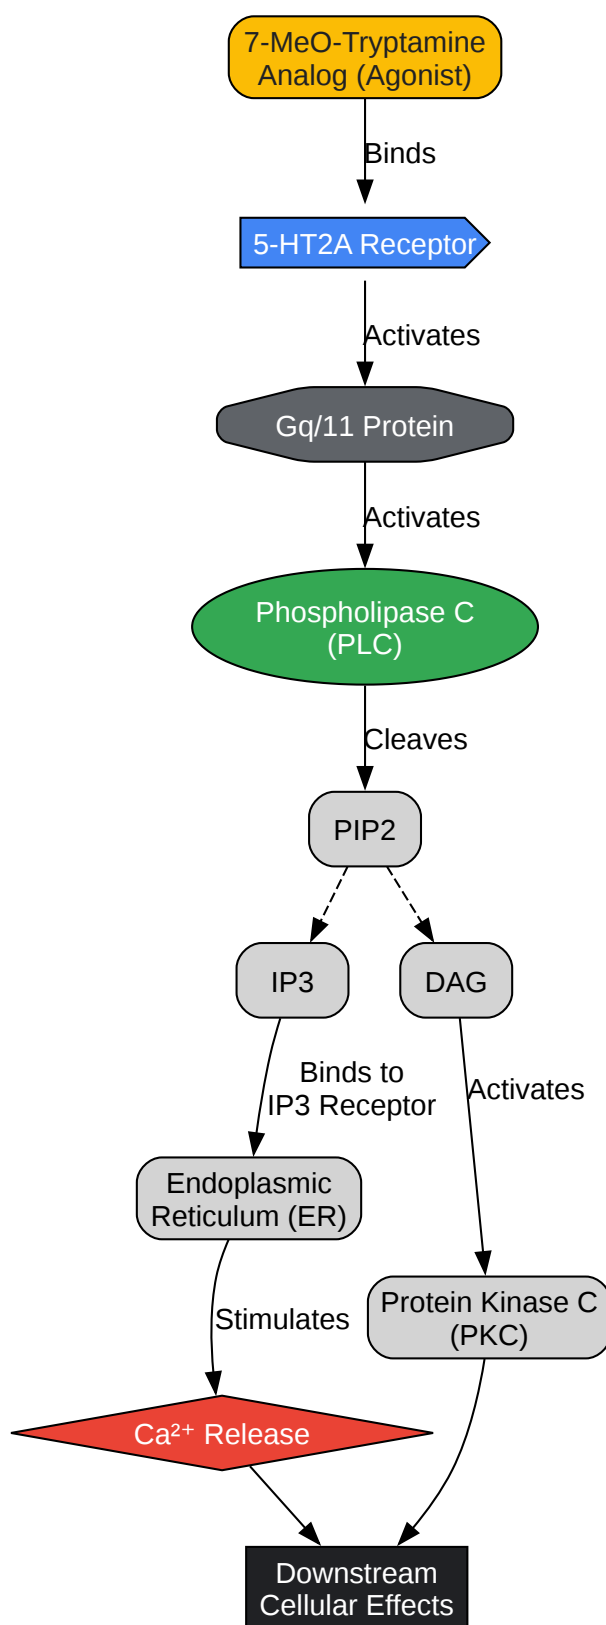 7-MeO-Tryptamine
Analog (Agonist)
Binds
5-HT2A Receptor
Activates
Gq/11 Protein
Activates
Phospholipase C
(PLC)
Cleaves
PIP2
IP3
DAG
Binds to
IP3 Receptor
Activates
Endoplasmic
Reticulum (ER)
Stimulates
Protein Kinase C
(PKC)
Ca²⁺ Release
Downstream
Cellular Effects